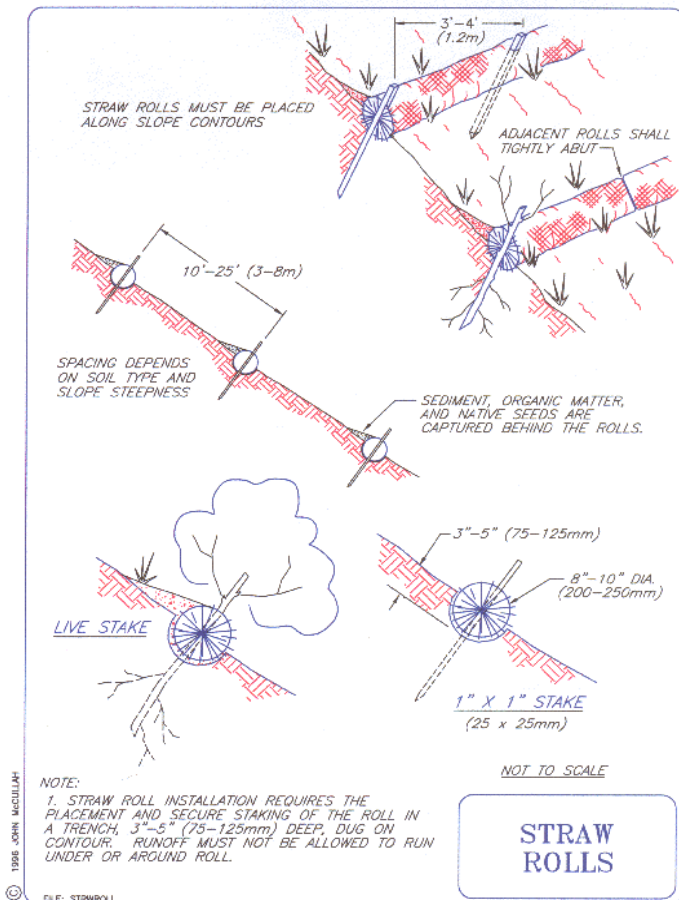 3'-4'
(1.2m)
STRAW ROLLS MUST BE PLACED
ALONG SLOPE CONTOURS
ADJACENT ROLLS SHALL
TIGHTLY ABUT
10'-25' (3-8m)
SPACING DEPENDS
ON SOIL TYPE AND
SLOPE STEEPNESS
SEDIMENT, ORGANIC MATTER,
AND NATIVE SEEDS ARE
CAPTURED BEHIND THE ROLLS.
3"-5" (75-125mm)
8"-10" DIA.
(200-250mm)
LIVE STAKE
1" X 1" STAKE
(25 x 25mm)
NOT TO SCALE
NOTE:
1. STRAW ROLL INSTALLATION REQUIRES THE
PLACEMENT AND SECURE STAKING OF THE ROLL IN
A TRENCH, 3"-5" (75-125mm) DEEP, DUG ON
CONTOUR. RUNOFF MUST NOT BE ALLOWED TO RUN
UNDER OR AROUND ROLL.
STRAW
ROLLS
© 1996 JOHN McCULLAH
FILE: STRWROLL